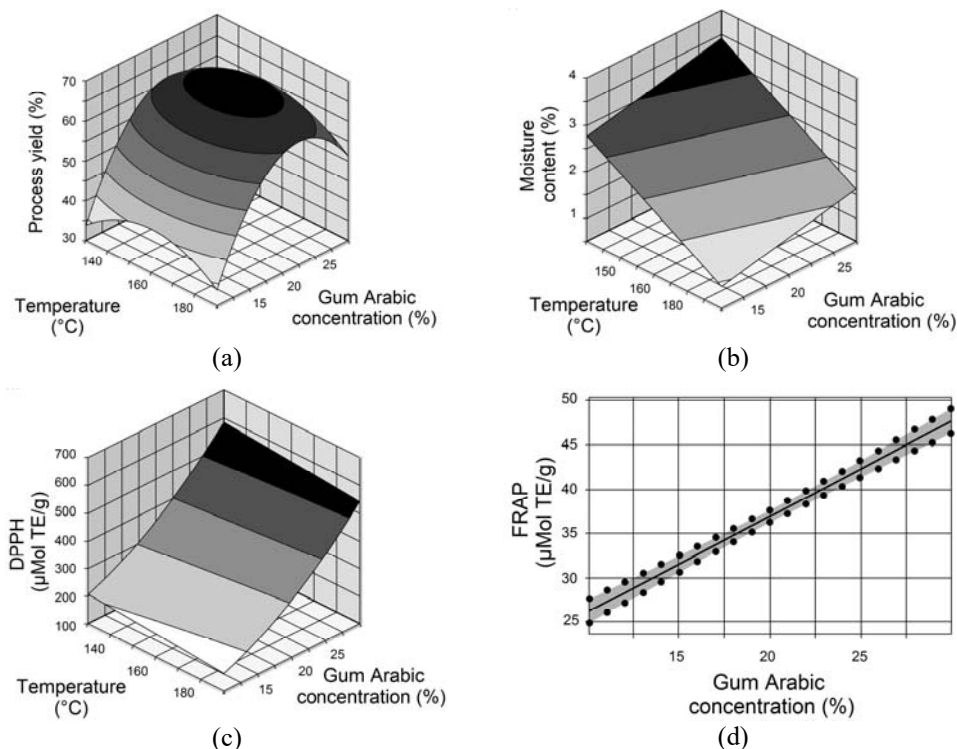 70
60
50
40
30
Process yield (%)
140
160
180
Temperature
(°C)
15
20
25
Gum Arabic
concentration (%)
(a)
4
3
2
1
Moisture
content (%)
150
160
170
180
Temperature
(°C)
15
20
25
Gum Arabic
concentration (%)
(b)
700
600
500
400
300
200
100
DPPH
(µMol TE/g)
140
160
180
Temperature
(°C)
15
20
25
Gum Arabic
concentration (%)
(c)
50
45
40
35
30
25
FRAP
(µMol TE/g)
15
20
25
Gum Arabic
concentration (%)
(d)